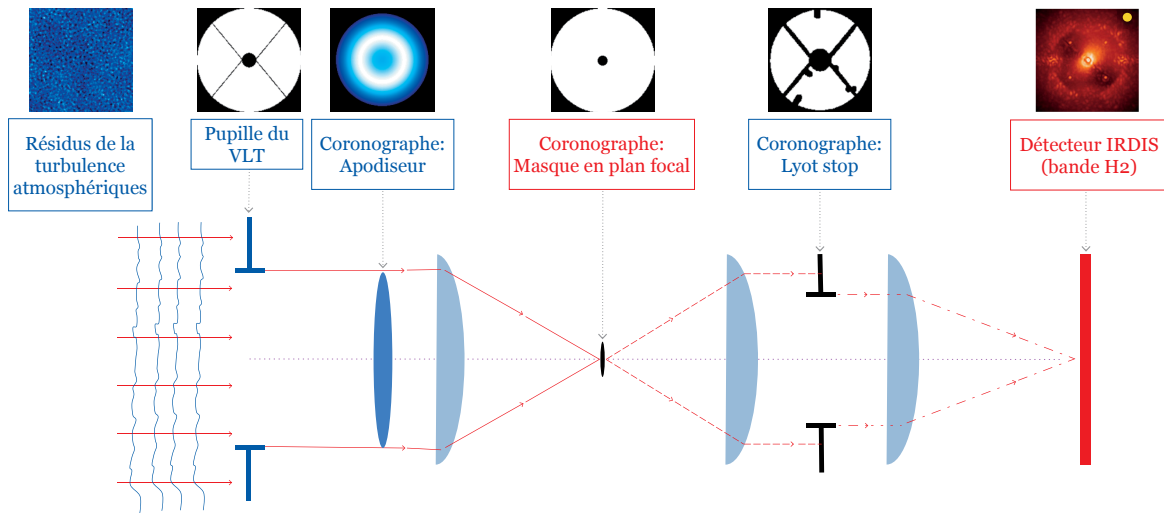 Résidus de la
turbulence
atmosphériques
Pupille du
VLT
Coronographe:
Apodiseur
Coronographe:
Masque en plan focal
Coronographe:
Lyot stop
Détecteur IRDIS
(bande H2)